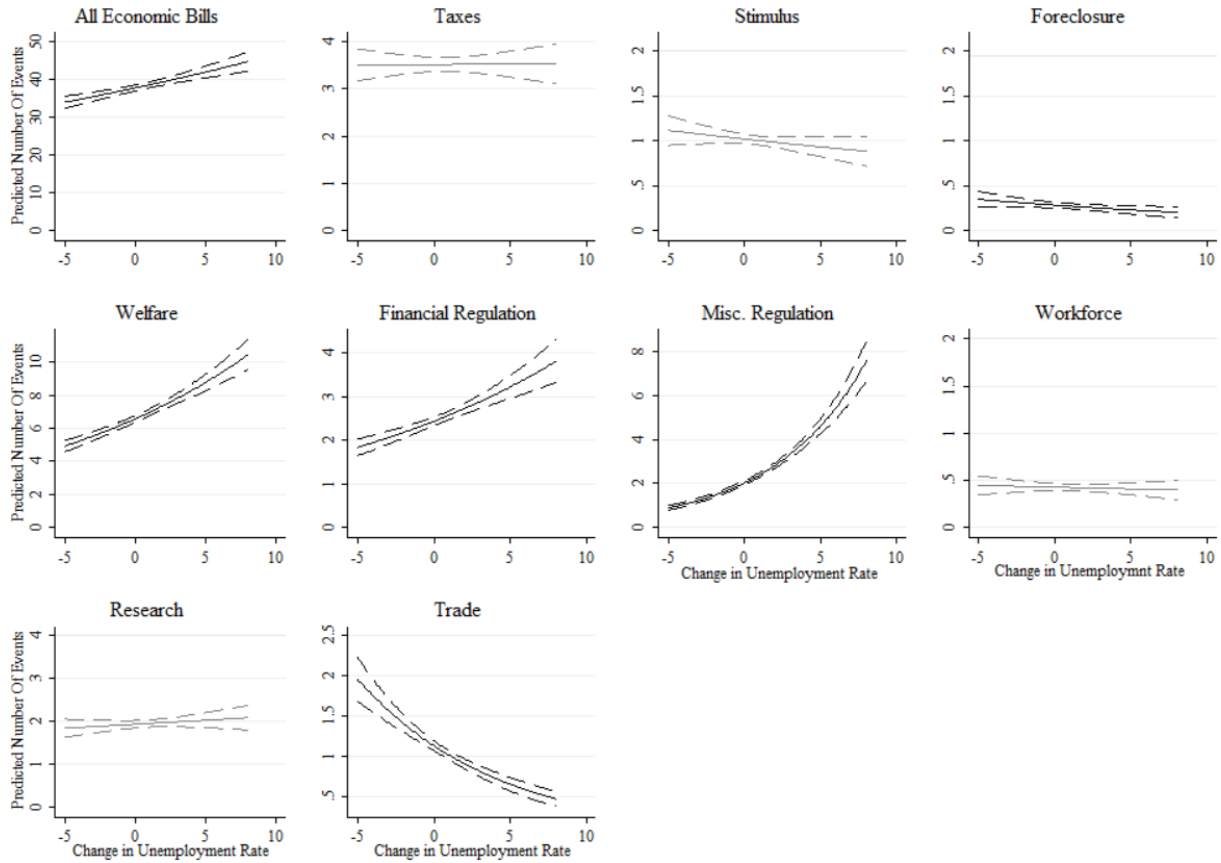 All Economic Bills
Predicted Number Of Events
50
40
30
20
10
0
-5 0 5 10
Taxes
4
3
2
1
0
-5 0 5 10
Stimulus
2
1.5
1
.5
0
-5 0 5 10
Foreclosure
2
1.5
1
.5
0
-5 0 5 10
Welfare
Predicted Number Of Events
10
8
6
4
2
0
-5 0 5 10
Financial Regulation
4
3
2
1
0
-5 0 5 10
Misc. Regulation
8
6
4
2
0
-5 0 5 10
Change in Unemployment Rate
Workforce
2
1.5
1
.5
0
-5 0 5 10
Change in Unemploymnt Rate
Research
Predicted Number Of Events
4
3
2
1
0
-5 0 5 10
Change in Unemployment Rate
Trade
2.5
2
1.5
1
.5
-5 0 5 10
Change in Unemployment Rate